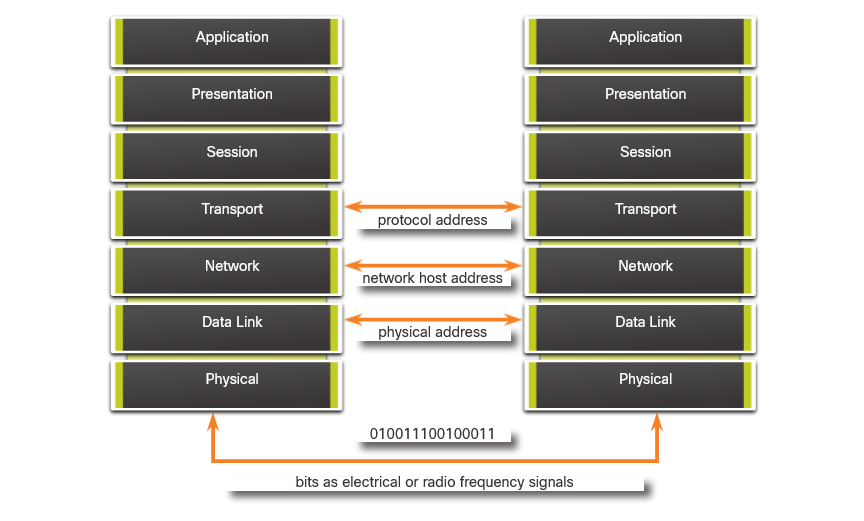 Application
Application
Presentation
Presentation
Session
Session
Transport
protocol address
Transport
Network
network host address
Network
Data Link
physical address
Data Link
Physical
Physical
010011100100011
bits as electrical or radio frequency signals